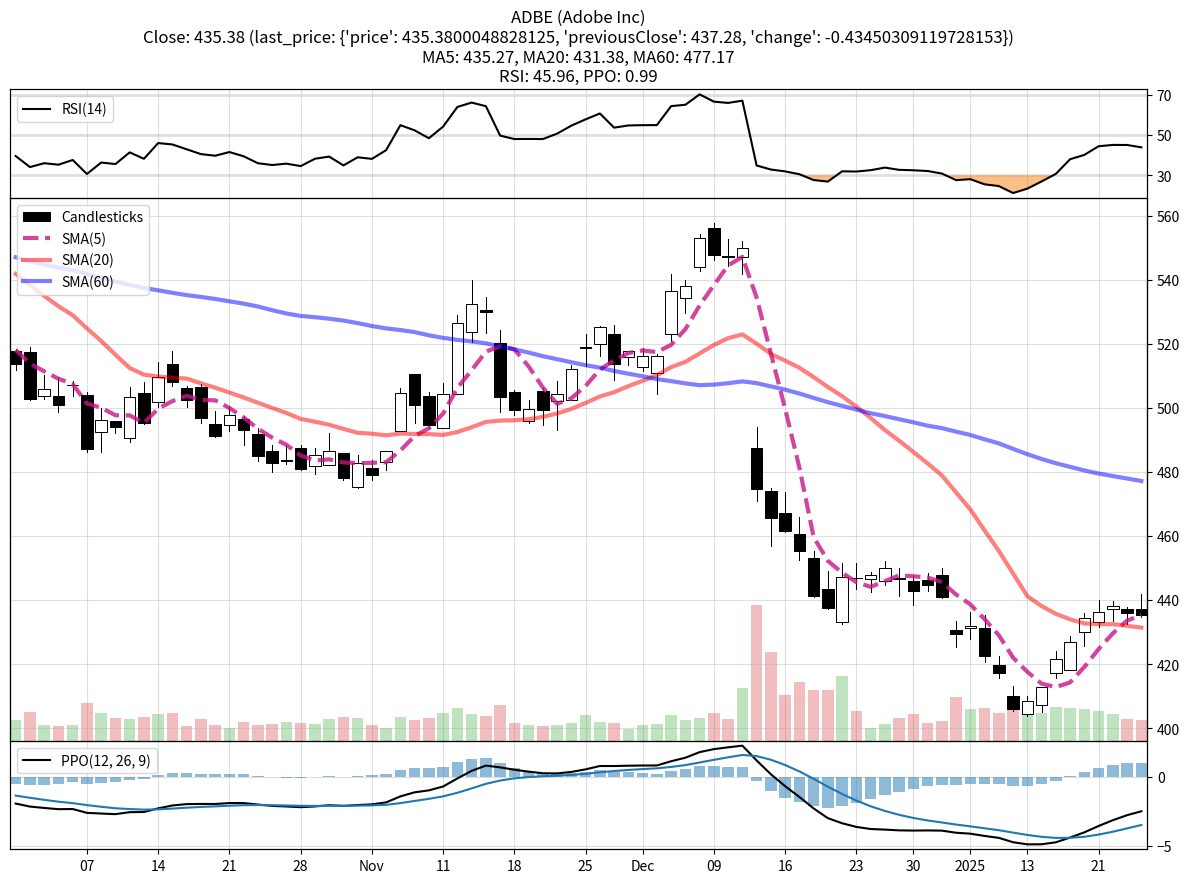 ADBE (Adobe Inc)
Close: 435.38 (last_price: {'price': 435.3800048828125, 'previousClose': 437.28, 'change': -0.43450309119728153})
MA5: 435.27, MA20: 431.38, MA60: 477.17
RSI: 45.96, PPO: 0.99
RSI(14)
70
50
30
Candlesticks
SMA(5)
SMA(20)
SMA(60)
560
540
520
500
480
460
440
420
400
PPO(12, 26, 9)
0
−5
07 14 21 28 Nov 11 18 25 Dec 09 16 23 30 2025 13 21